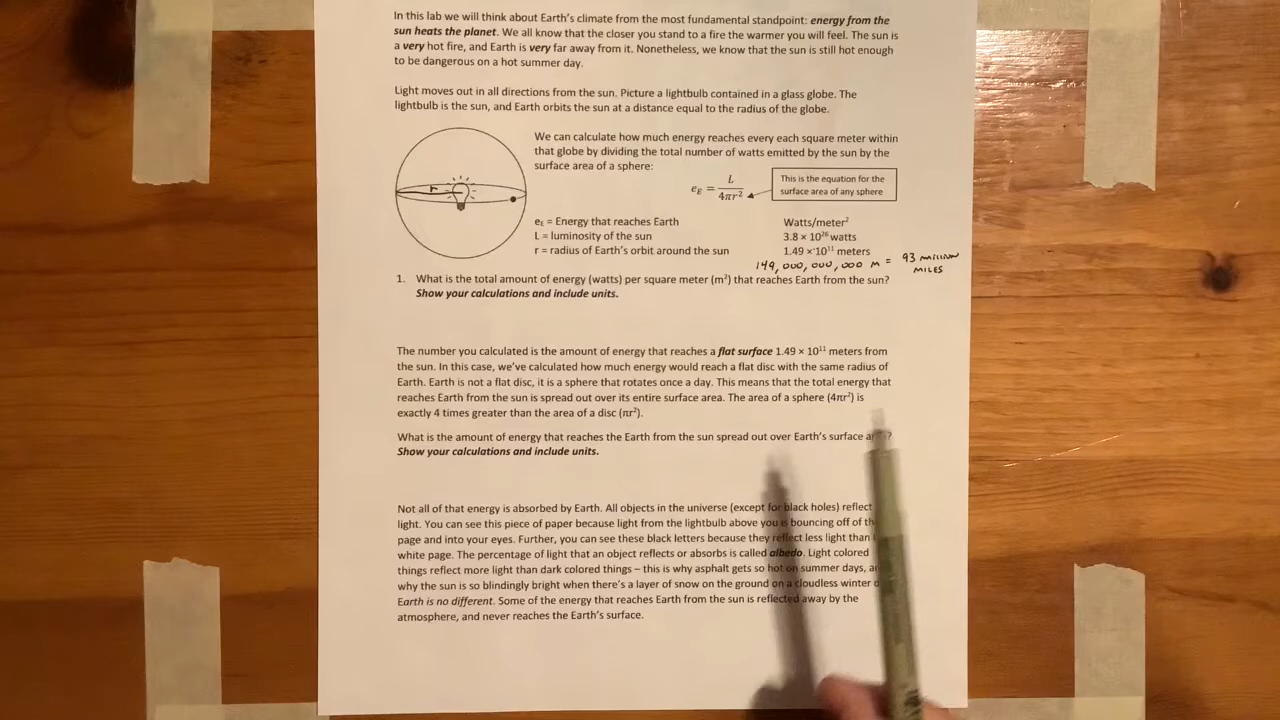 In this lab we will think about Earth's climate from the most fundamental standpoint: energy from the
sun heats the planet. We all know that the closer you stand to a fire the warmer you will feel. The sun is
a very hot fire, and Earth is very far away from it. Nonetheless, we know that the sun is still hot enough
to be dangerous on a hot summer day.
Light moves out in all directions from the sun. Picture a lightbulb contained in a glass globe. The
lightbulb is the sun, and Earth orbits the sun at a distance equal to the radius of the globe.
r
We can calculate how much energy reaches every each square meter within
that globe by dividing the total number of watts emitted by the sun by the
surface area of a sphere:
e_E = L / 4πr²
This is the equation for the
surface area of any sphere
e_E = Energy that reaches Earth Watts/meter²
L = luminosity of the sun 3.8 × 10²⁶ watts
r = radius of Earth's orbit around the sun 1.49 × 10¹¹ meters
149,000,000,000 M = 93 MILLION
MILES
1. What is the total amount of energy (watts) per square meter (m²) that reaches Earth from the sun?
Show your calculations and include units.
The number you calculated is the amount of energy that reaches a flat surface 1.49 × 10¹¹ meters from
the sun. In this case, we've calculated how much energy would reach a flat disc with the same radius of
Earth. Earth is not a flat disc, it is a sphere that rotates once a day. This means that the total energy that
reaches Earth from the sun is spread out over its entire surface area. The area of a sphere (4πr²) is
exactly 4 times greater than the area of a disc (πr²).
What is the amount of energy that reaches the Earth from the sun spread out over Earth's surface
Show your calculations and include units.
Not all of that energy is absorbed by Earth. All objects in the universe (except for black holes) reflect
light. You can see this piece of paper because light from the lightbulb above you is bouncing off of
page and into your eyes. Further, you can see these black letters because they reflect less light than
white page. The percentage of light that an object reflects or absorbs is called albedo. Light colored
things reflect more light than dark colored things – this is why asphalt gets so hot on summer days,
why the sun is so blindingly bright when there's a layer of snow on the ground on a cloudless winter
Earth is no different. Some of the energy that reaches Earth from the sun is reflected away by the
atmosphere, and never reaches the Earth's surface.